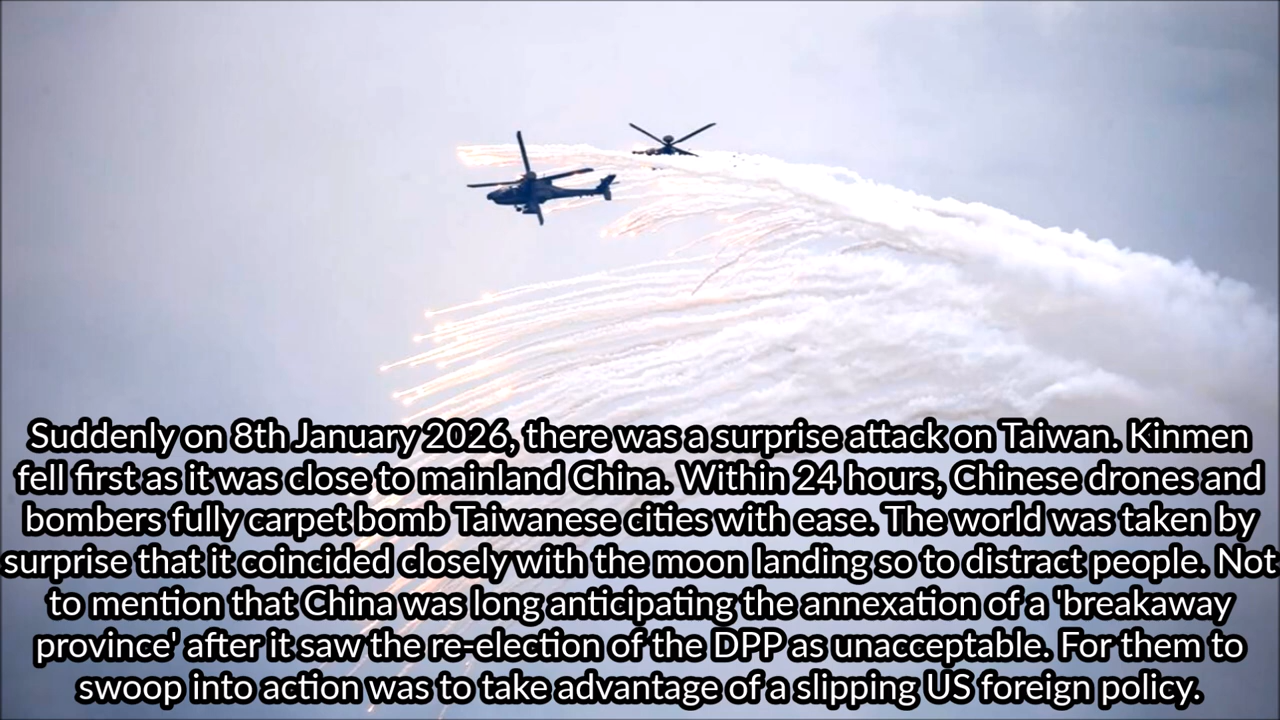 Suddenly on 8th January 2026, there was a surprise attack on Taiwan. Kinmen
fell first as it was close to mainland China. Within 24 hours, Chinese drones and
bombers fully carpet bomb Taiwanese cities with ease. The world was taken by
surprise that it coincided closely with the moon landing so to distract people. Not
to mention that China was long anticipating the annexation of a 'breakaway
province' after it saw the re-election of the DPP as unacceptable. For them to
swoop into action was to take advantage of a slipping US foreign policy.